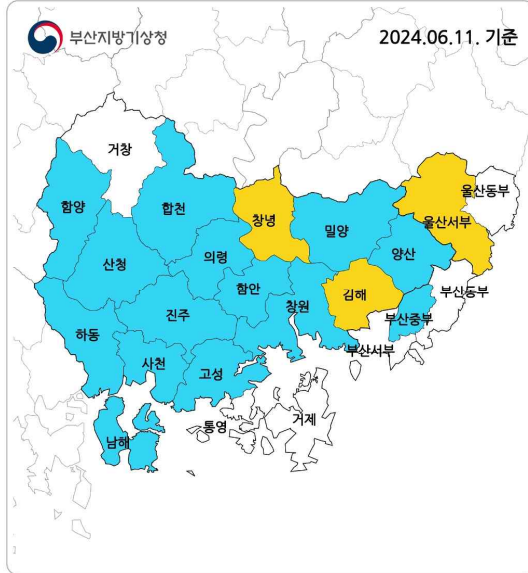 부산지방기상청
2024.06.11. 기준
거창
함양
합천
창녕
밀양
울산동부
울산서부
산청
의령
양산
함안
창원
김해
부산동부
하동
진주
부산중부
사천
고성
부산서부
남해
통영
거제